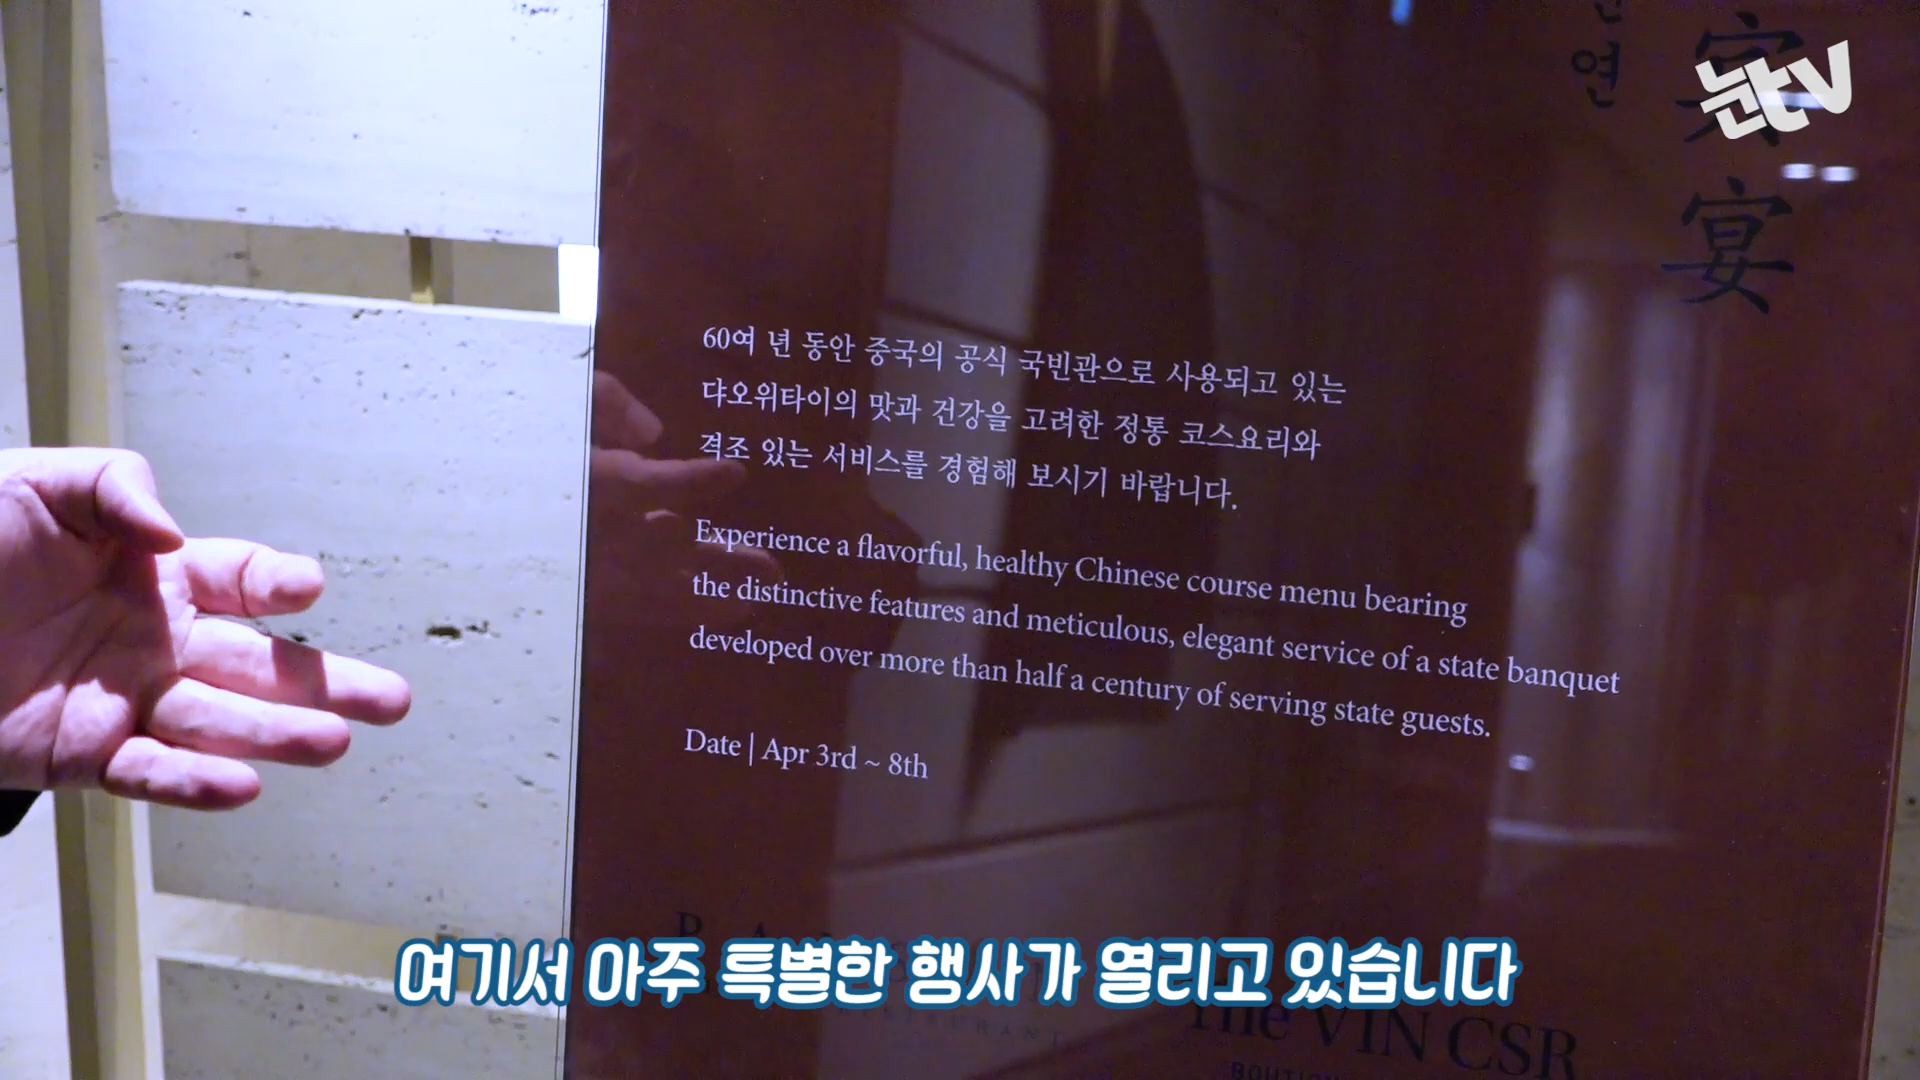 눈tv
연
宴
60여 년 동안 중국의 공식 국빈관으로 사용되고 있는
댜오위타이의 맛과 건강을 고려한 정통 코스요리와
격조 있는 서비스를 경험해 보시기 바랍니다.
Experience a flavorful, healthy Chinese course menu bearing
the distinctive features and meticulous, elegant service of a state banquet
developed over more than half a century of serving state guests.
Date | Apr 3rd ~ 8th
여기서 아주 특별한 행사가 열리고 있습니다
The VIN CSR